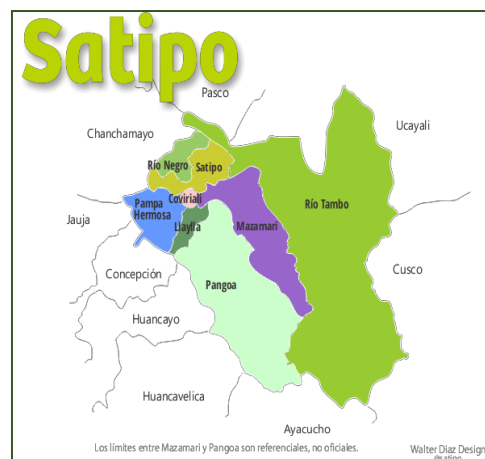 Satipo
Pasco
Ucayali
Chanchamayo
Río Negro
Satipo
Coviriali
Pampa
Hermosa
Río Tambo
Jauja
Llaylla
Mazamari
Concepción
Cusco
Pangoa
Huancayo
Huancavelica
Ayacucho
Los límites entre Mazamari y Pangoa son referenciales, no oficiales.
Walter Diaz Design
@satipo